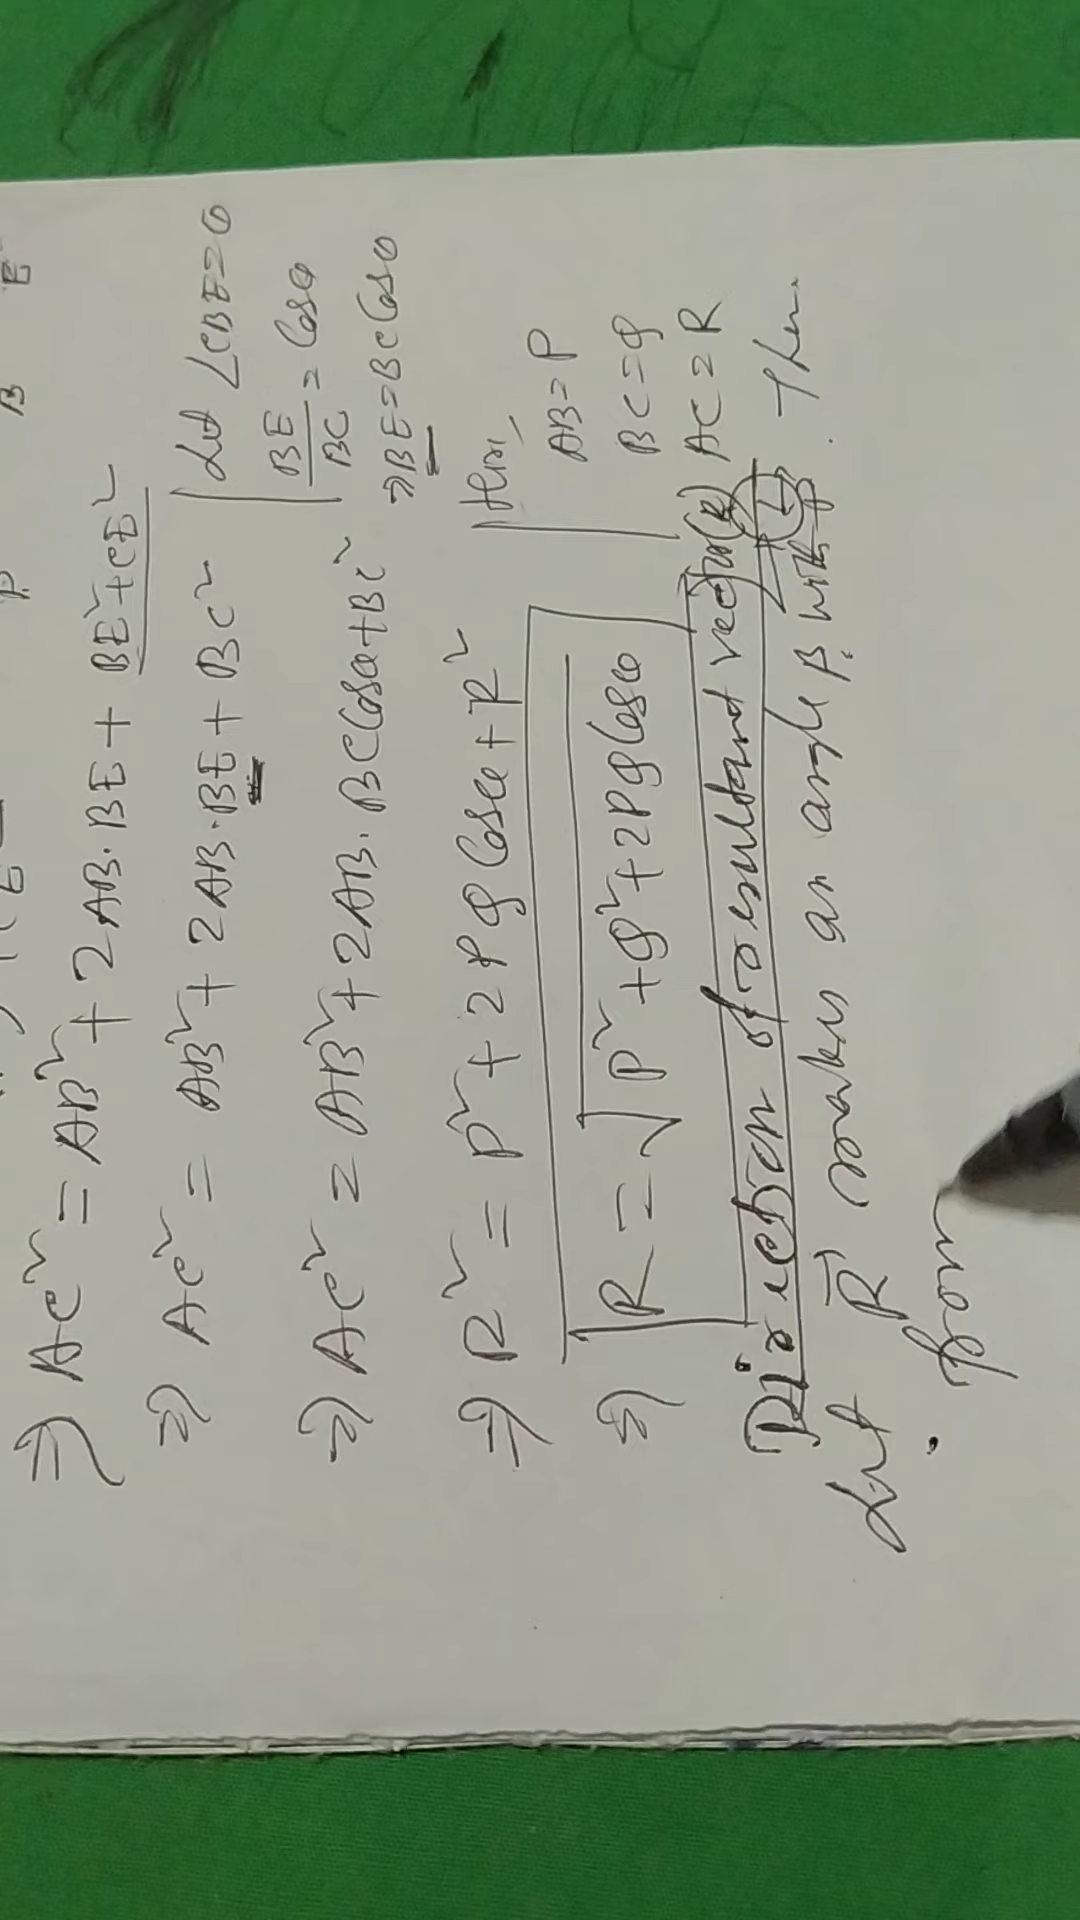 B E
⇒ AC² = AB² + 2AB.BE + BE²+CE²
⇒ AC² = AB² + 2AB.BE + BC²
Let ∠CBE=θ
BE/BC = Cosθ
⇒ BE=BC Cosθ
⇒ AC² = AB² + 2AB.BC Cosθ + BC²
⇒ R² = P² + 2PQ Cosθ + R²
Here,
AB=P
BC=Q
AC=R
⇒ R = √P²+Q²+2PQ Cosθ
Direction of resultant vector (R)
Let R⃗ makes an angle β with P⃗. Then
from